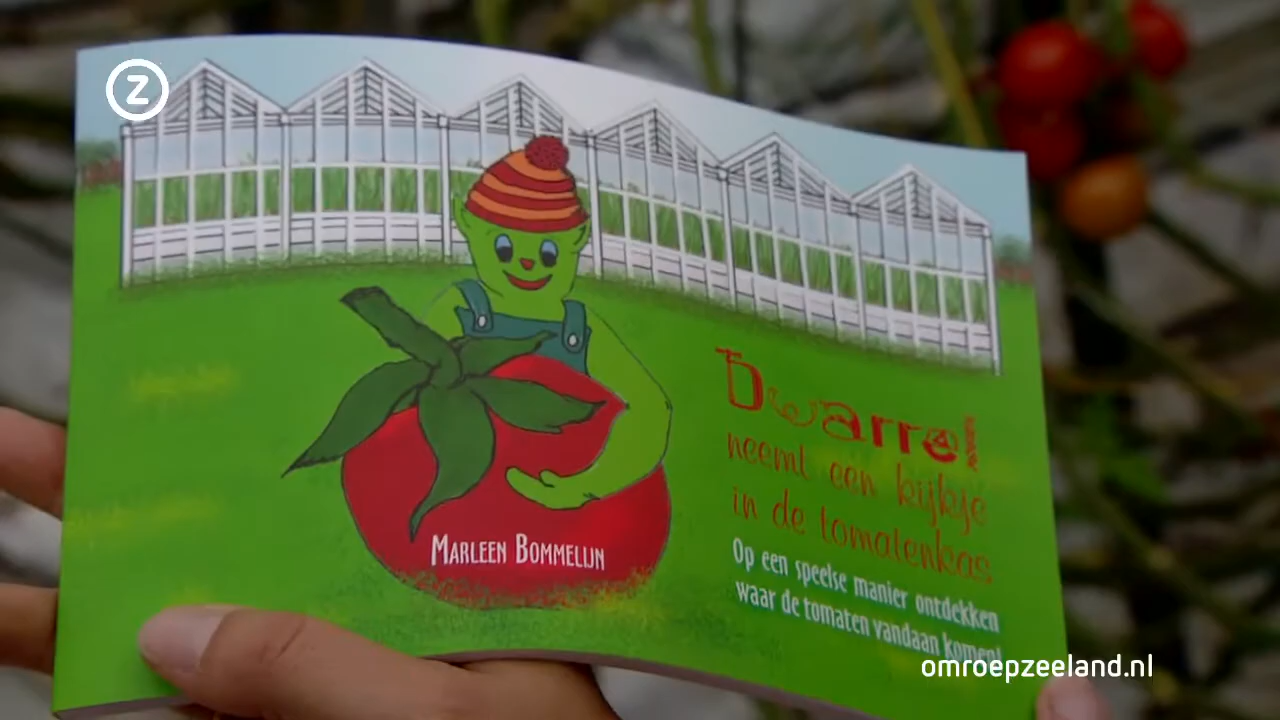 Z
Dwarrel
neemt een kijkje
in de tomatenkas
Op een speelse manier ontdekken
waar de tomaten vandaan komen!
MARLEEN BOMMELIJN
omroepzeeland.nl